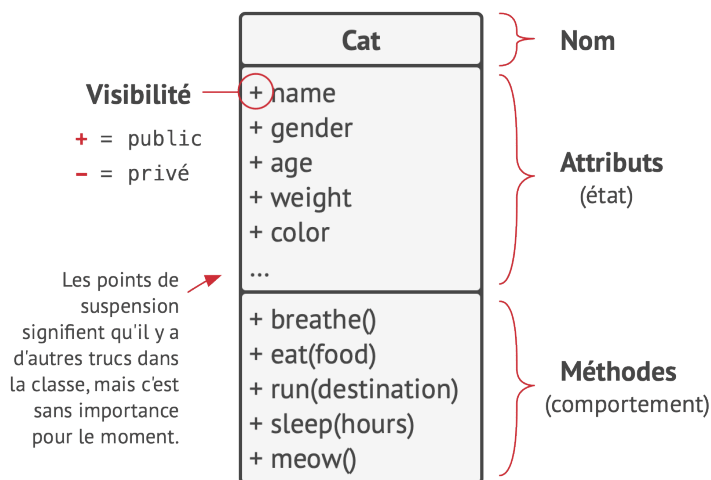 Cat
Nom
Visibilité
+ = public
− = privé
+ name
+ gender
+ age
+ weight
+ color
...
Attributs
(état)
Les points de
suspension
signifient qu'il y a
d'autres trucs dans
la classe, mais c'est
sans importance
pour le moment.
+ breathe()
+ eat(food)
+ run(destination)
+ sleep(hours)
+ meow()
Méthodes
(comportement)